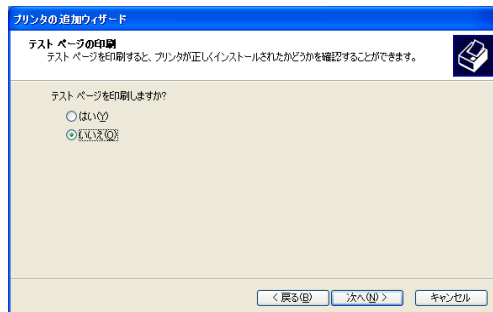 プリンタの追加ウィザード
テスト ページの印刷
テスト ページを印刷すると、プリンタが正しくインストールされたかどうかを確認することができます。
テスト ページを印刷しますか?
はい(Y)
いいえ(O)
< 戻る(B) 次へ(N) > キャンセル